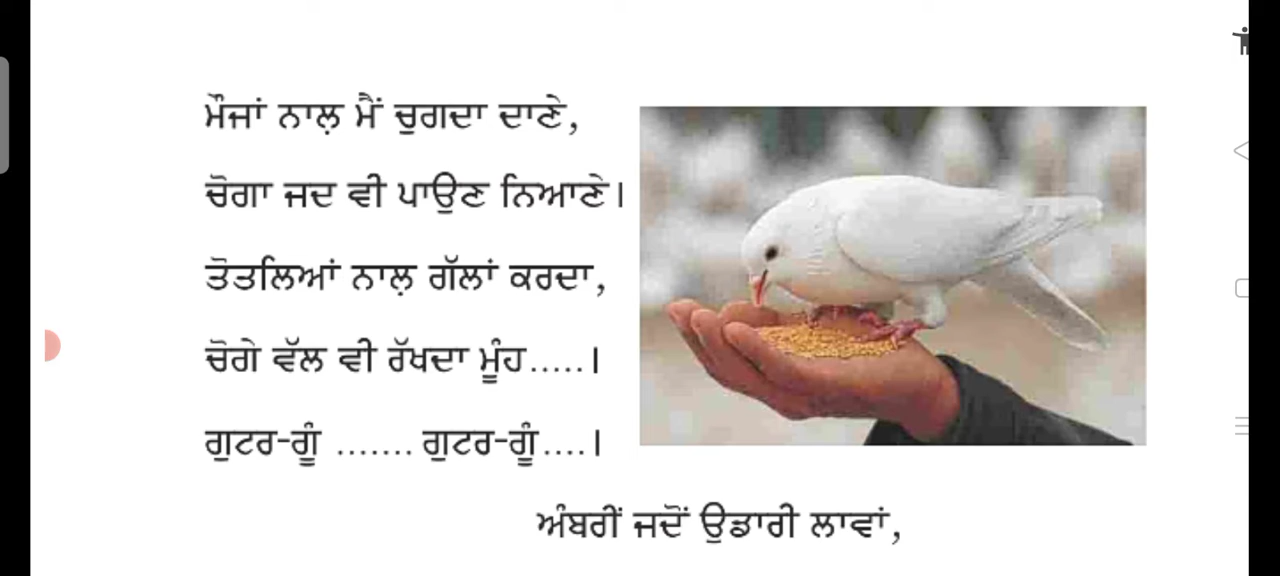 ਮੌਜਾਂ ਨਾਲ਼ ਮੈਂ ਚੁਗਦਾ ਦਾਣੇ,
ਚੋਗਾ ਜਦ ਵੀ ਪਾਉਣ ਨਿਆਣੇ।
ਤੋਤਲਿਆਂ ਨਾਲ਼ ਗੱਲਾਂ ਕਰਦਾ,
ਚੋਗੇ ਵੱਲ ਵੀ ਰੱਖਦਾ ਮੂੰਹ.....।
ਗੁਟਰ-ਗੂੰ ....... ਗੁਟਰ-ਗੂੰ....।
ਅੰਬਰੀਂ ਜਦੋਂ ਉਡਾਰੀ ਲਾਵਾਂ,